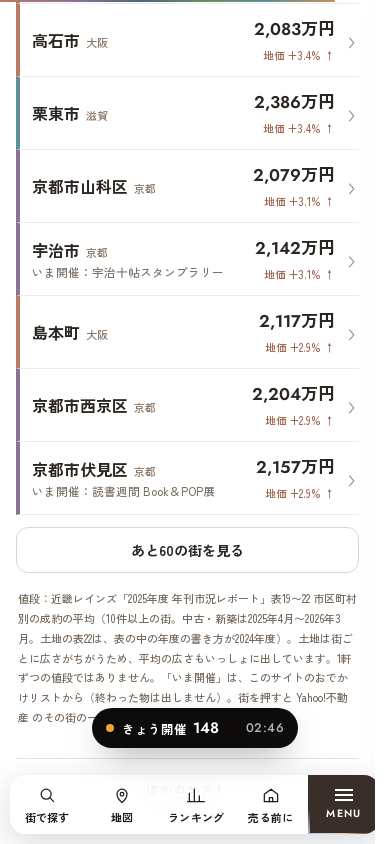 高石市 大阪
2,083万円
地価 +3.4% ↑
栗東市 滋賀
2,386万円
地価 +3.4% ↑
京都市山科区 京都
2,079万円
地価 +3.1% ↑
宇治市 京都
いま開催：宇治十帖スタンプラリー
2,142万円
地価 +3.1% ↑
島本町 大阪
2,117万円
地価 +2.9% ↑
京都市西京区 京都
2,204万円
地価 +2.9% ↑
京都市伏見区 京都
いま開催：読書週間 Book＆POP展
2,157万円
地価 +2.9% ↑
あと60の街を見る
値段：近畿レインズ「2025年度 年刊市況レポート」表19〜22 市区町村
別の成約の平均（10件以上の街。中古・新築は2025年4月〜2026年3
月。土地の表22は、表の中の年度の書き方が2024年度）。土地は街ご
とに広さがちがうため、平均の広さもいっしょに出しています。1軒
ずつの値段ではありません。「いま開催」は、このサイトのおでか
けリストから（終わった物は出しません）。街を押すと Yahoo!不動
産 のその街の
きょう開催 148 02:46
街で探す
地図
ランキング
売る前に
MENU